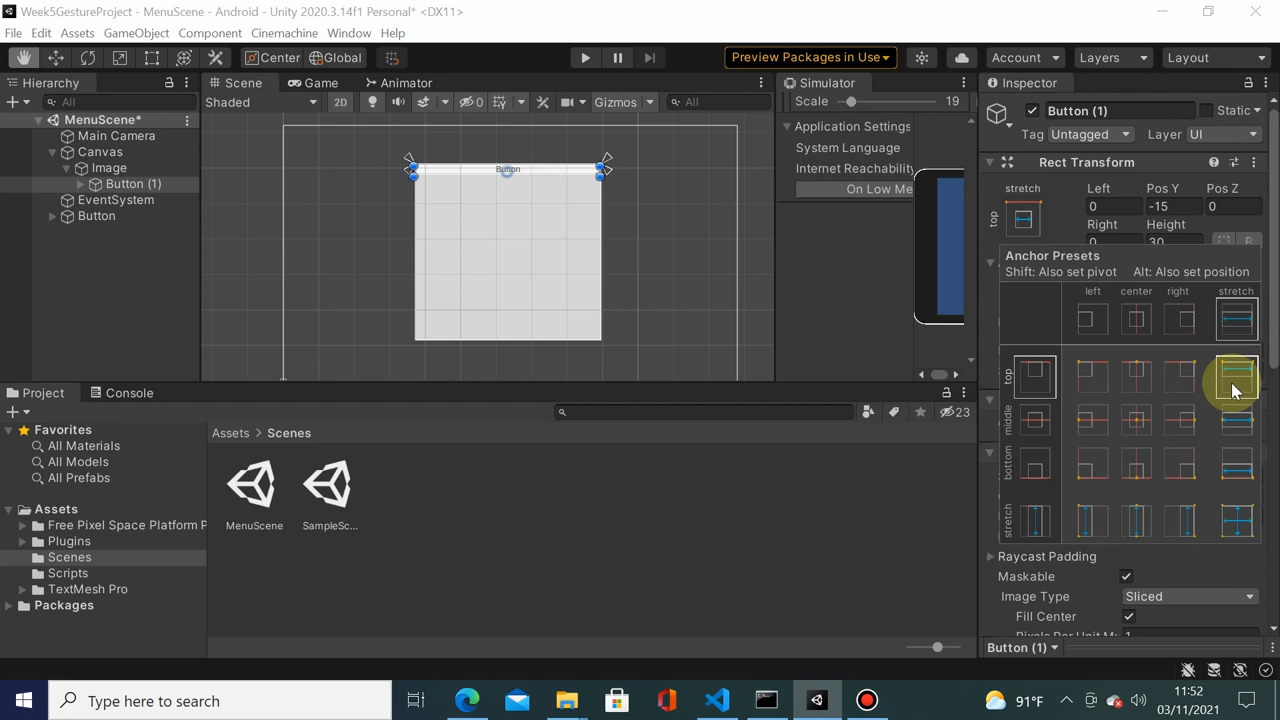 Week5GestureProject - MenuScene - Android - Unity 2020.3.14f1 Personal* <DX11>
File Edit Assets GameObject Component Cinemachine Window Help
Center Global Preview Packages in Use Account Layers Layout
Hierarchy Scene Game Animator Simulator Inspector
All Shaded 2D 0 Gizmos All Scale 19 Button (1) Static
MenuScene*
Main Camera
Canvas
Image
Button (1)
EventSystem
Button
Button
Application Settings
System Language
Internet Reachability
On Low Me
Tag Untagged Layer UI
Rect Transform
stretch Left Pos Y Pos Z
top 0 -15 0
Right Height
0 30 R
Anchor Presets
Shift: Also set pivot Alt: Also set position
left center right stretch
top
middle
bottom
stretch
Raycast Padding
Maskable
Image Type Sliced
Fill Center
Pixels Per Unit Mu 1
Button (1)
Project Console
23
Favorites
All Materials
All Models
All Prefabs
Assets
Free Pixel Space Platform P
Plugins
Scenes
Scripts
TextMesh Pro
Packages
Assets > Scenes
MenuScene SampleSc...
Type here to search
91°F
11:52
03/11/2021